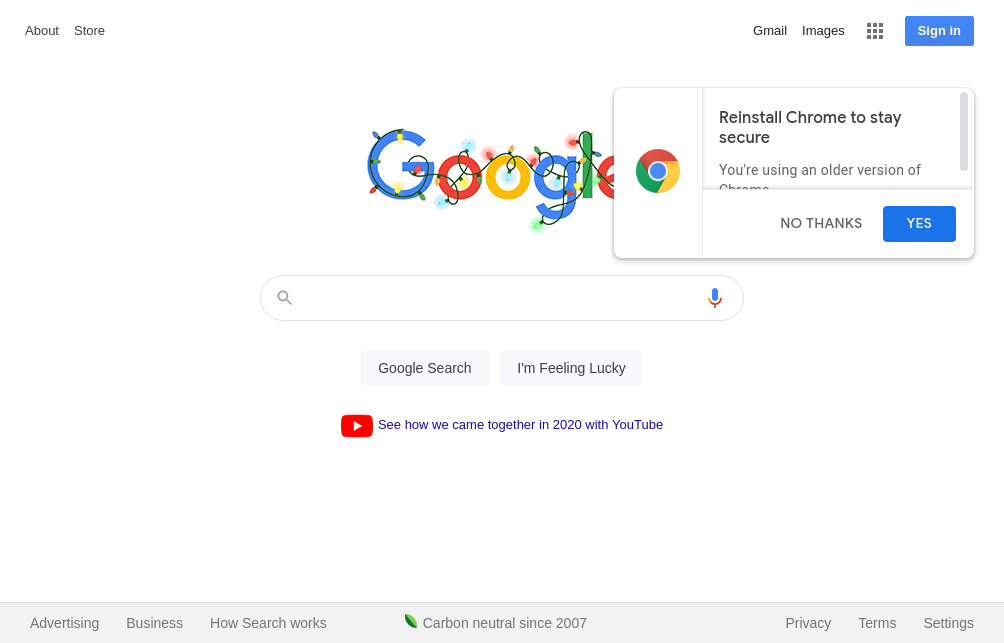 About Store
Gmail Images
Sign in
Google
Reinstall Chrome to stay
secure
You're using an older version of
Chrome
NO THANKS
YES
Google Search
I'm Feeling Lucky
See how we came together in 2020 with YouTube
Advertising Business How Search works
Carbon neutral since 2007
Privacy Terms Settings